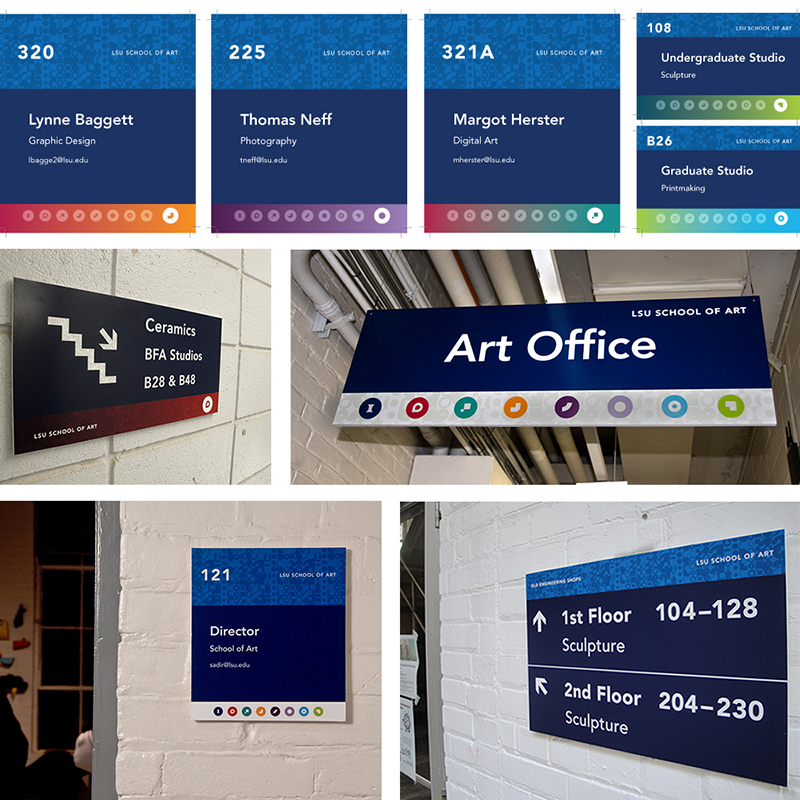 320 LSU SCHOOL OF ART
Lynne Baggett
Graphic Design
lbagge2@lsu.edu
225 LSU SCHOOL OF ART
Thomas Neff
Photography
tneff@lsu.edu
321A LSU SCHOOL OF ART
Margot Herster
Digital Art
mherster@lsu.edu
108 LSU SCHOOL OF ART
Undergraduate Studio
Sculpture
B26 LSU SCHOOL OF ART
Graduate Studio
Printmaking
Ceramics
BFA Studios
B28 & B48
LSU SCHOOL OF ART
LSU SCHOOL OF ART
Art Office
121 LSU SCHOOL OF ART
Director
School of Art
sadir@lsu.edu
OLD ENGINEERING SHOPS LSU SCHOOL OF ART
1st Floor 104–128
Sculpture
2nd Floor 204–230
Sculpture